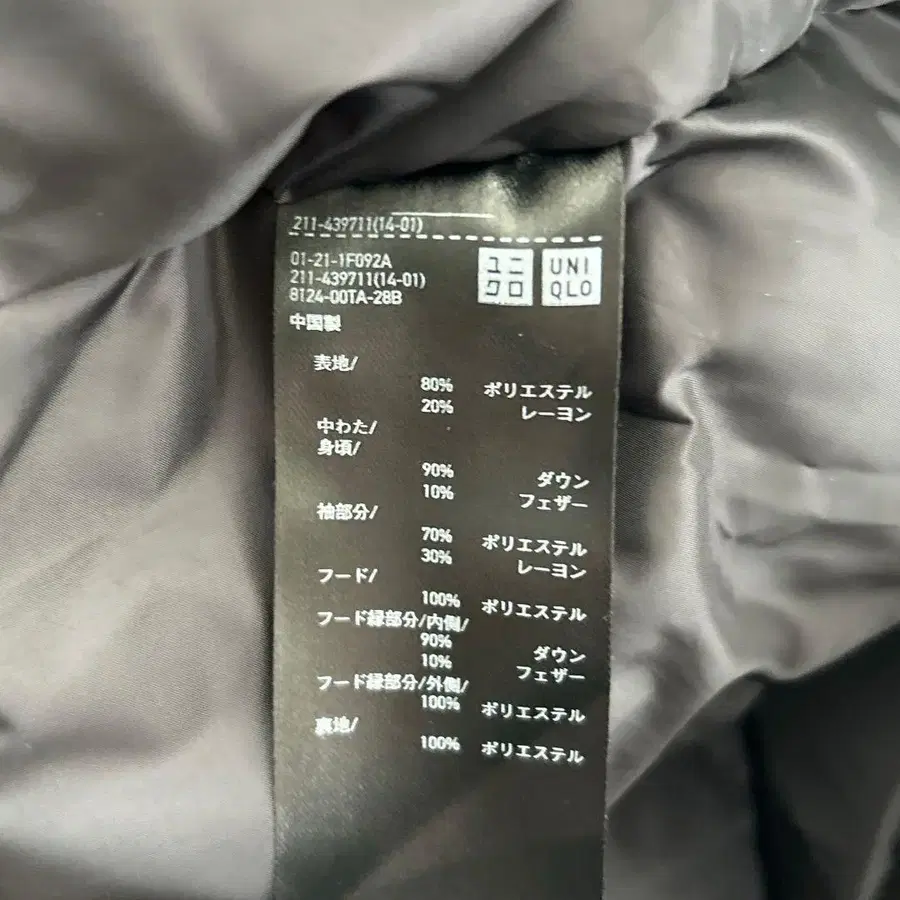 211-439711(14-01)
01-21-1F092A
211-439711(14-01)
8124-00TA-28B
ユニ
クロ
UNI
QLO
中国製
表地/
80% ポリエステル
20% レーヨン
中わた/
身頃/
90% ダウン
10% フェザー
袖部分/
70% ポリエステル
30% レーヨン
フード/
100% ポリエステル
フード縁部分/内側/
90% ダウン
10% フェザー
フード縁部分/外側/
100% ポリエステル
裏地/
100% ポリエステル